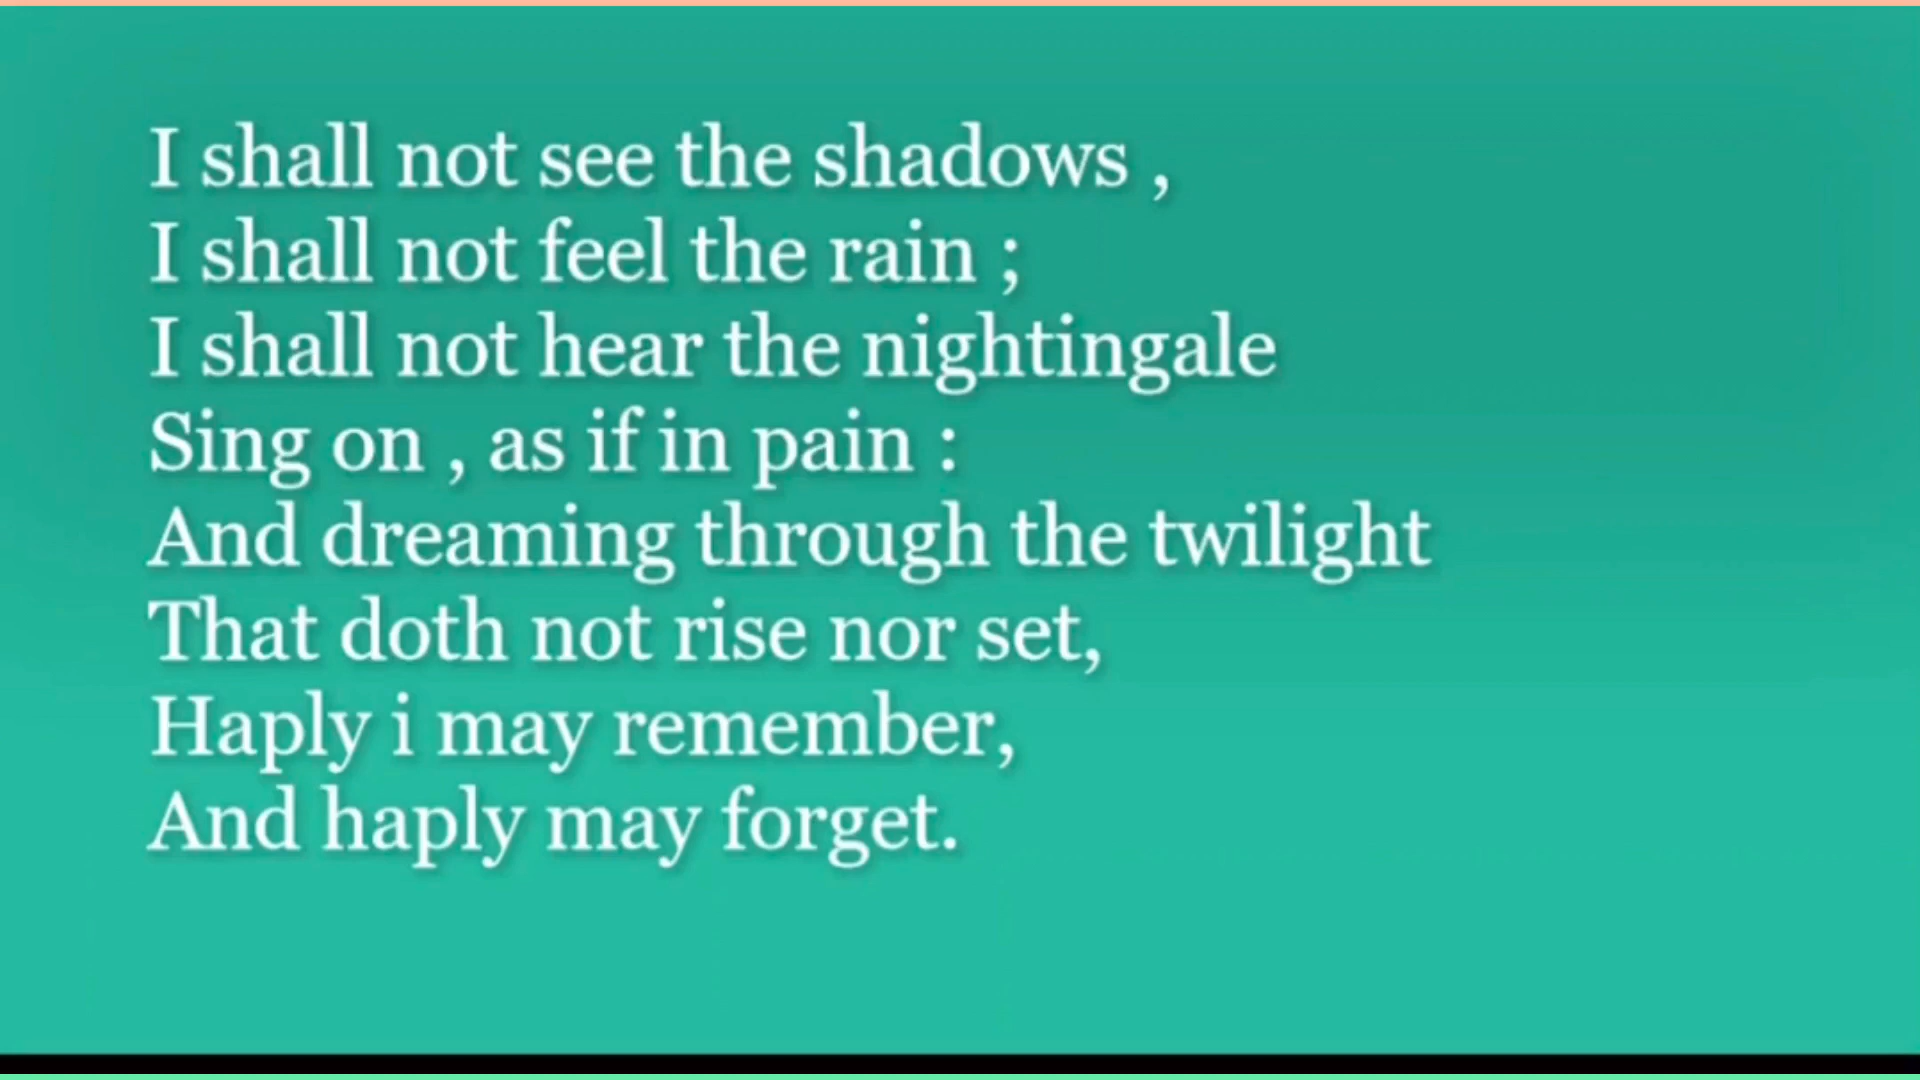 I shall not see the shadows ,
I shall not feel the rain ;
I shall not hear the nightingale
Sing on , as if in pain :
And dreaming through the twilight
That doth not rise nor set,
Haply i may remember,
And haply may forget.